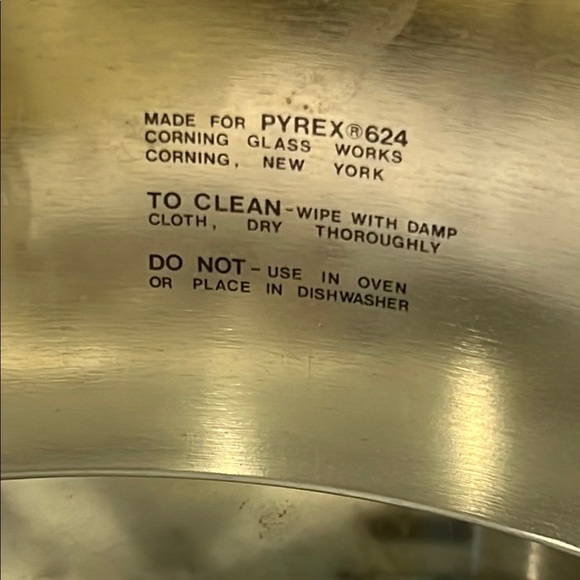 MADE FOR PYREX®624
CORNING GLASS WORKS
CORNING, NEW YORK
TO CLEAN-WIPE WITH DAMP
CLOTH, DRY THOROUGHLY
DO NOT-USE IN OVEN
OR PLACE IN DISHWASHER